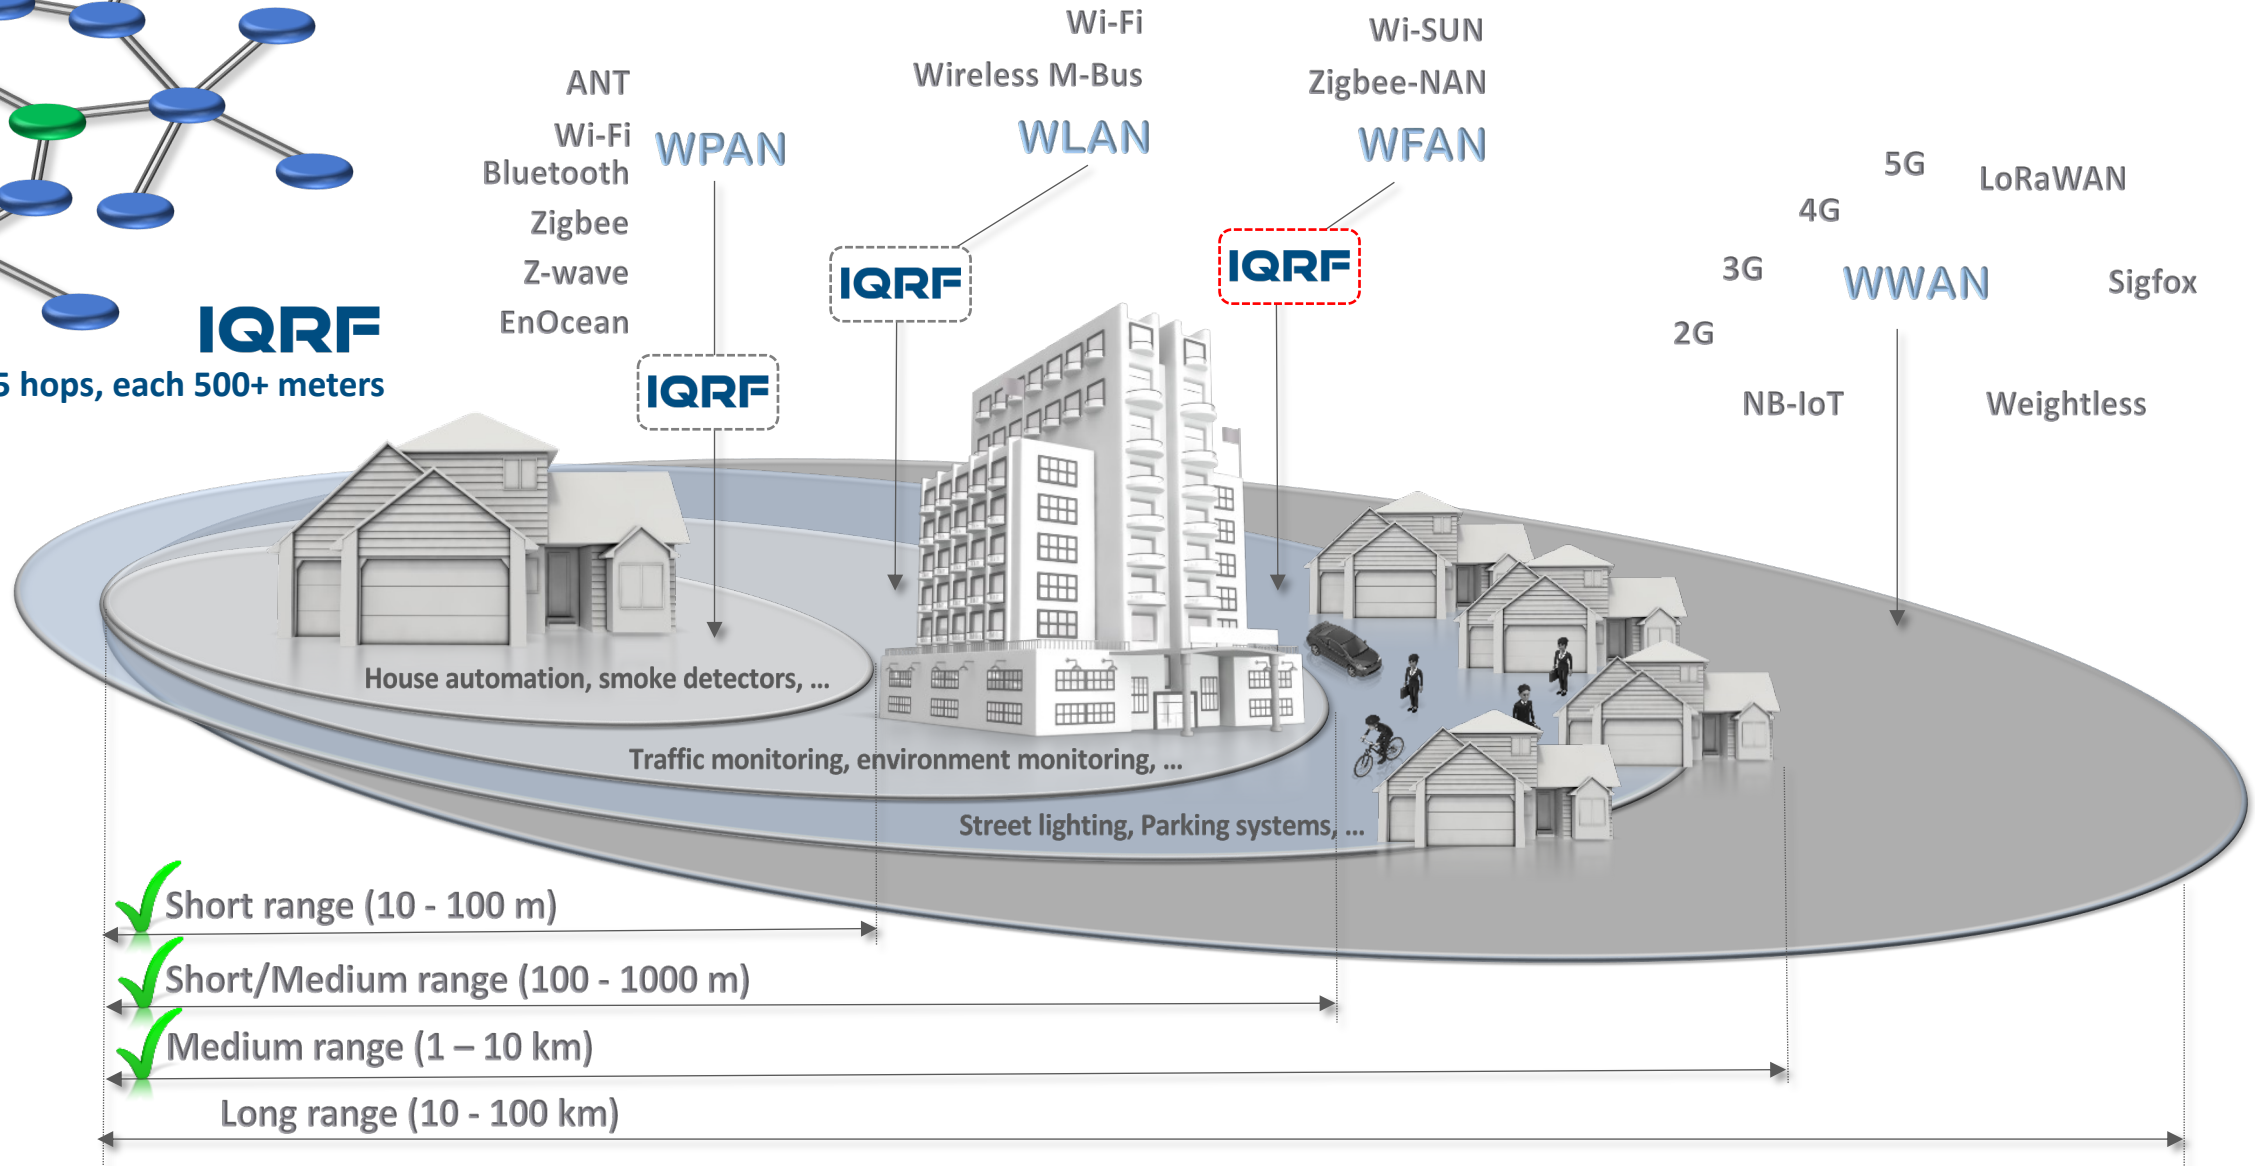 Wi-Fi
Wireless M-Bus
WLAN
Wi-SUN
Zigbee-NAN
WFAN
ANT
Wi-Fi
Bluetooth
Zigbee
Z-wave
EnOcean
WPAN
5G
LoRaWAN
4G
3G
WWAN
Sigfox
2G
NB-IoT
Weightless
IQRF
IQRF
IQRF
IQRF
5 hops, each 500+ meters
House automation, smoke detectors, ...
Traffic monitoring, environment monitoring, ...
Street lighting, Parking systems, ...
Short range (10 - 100 m)
Short/Medium range (100 - 1000 m)
Medium range (1 – 10 km)
Long range (10 - 100 km)